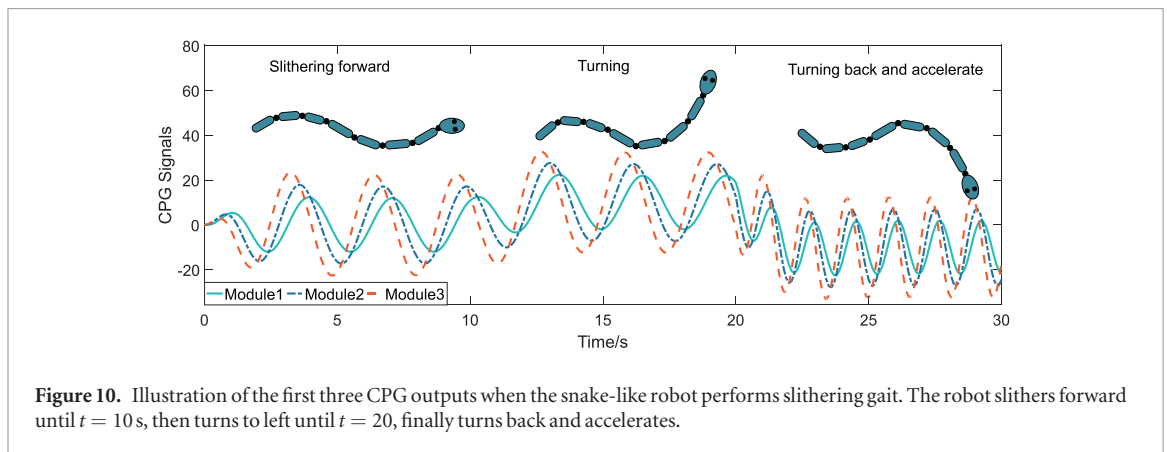 80
60
40
20
0
-20
CPG Signals
Slithering forward
Turning
Turning back and accelerate
Module1 Module2 Module3
0 5 10 15 20 25 30
Time/s
Figure 10. Illustration of the first three CPG outputs when the snake-like robot performs slithering gait. The robot slithers forward
until t = 10 s, then turns to left until t = 20, finally turns back and accelerates.